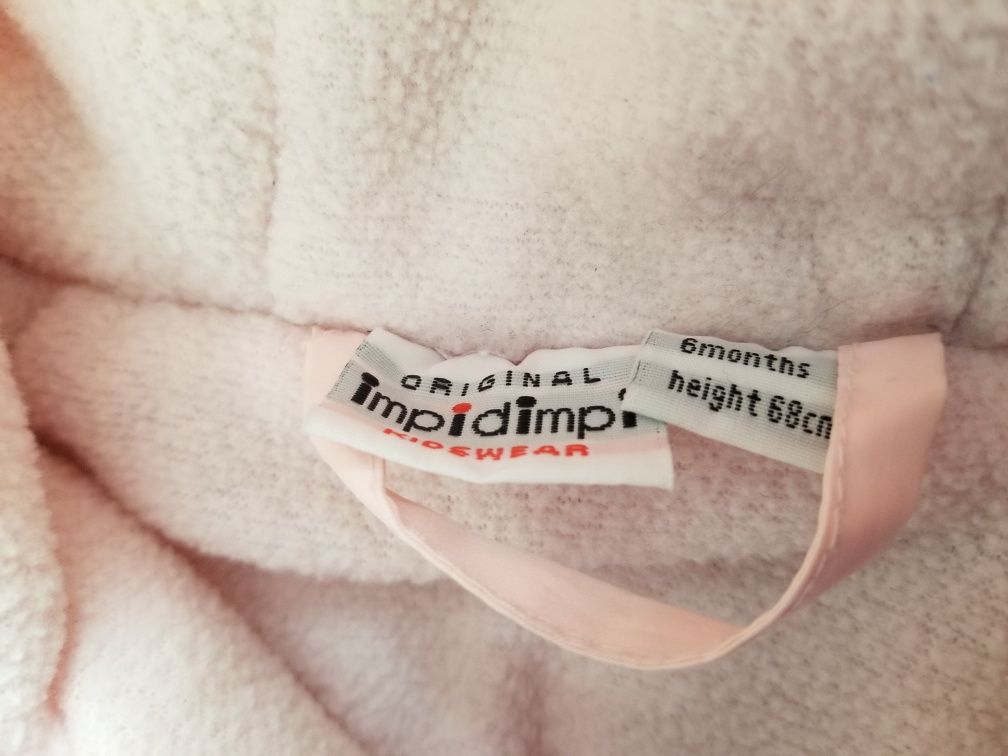 ORIGINAL
impidimpi
KIDSWEAR
6months
height 68cm